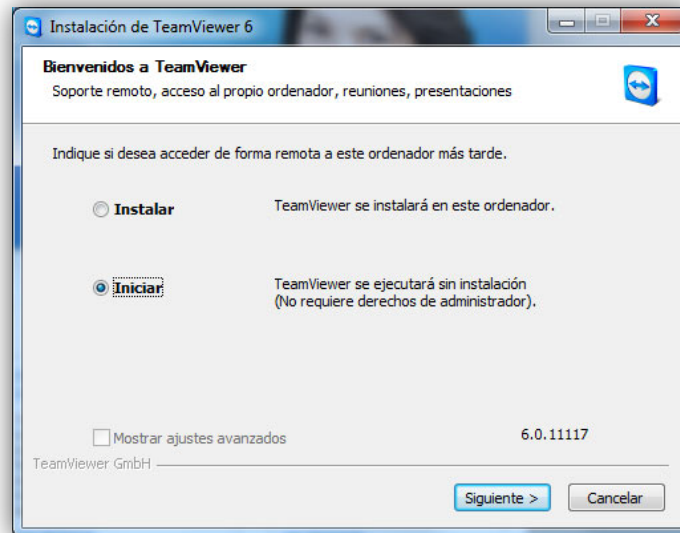 Instalación de TeamViewer 6
Bienvenidos a TeamViewer
Soporte remoto, acceso al propio ordenador, reuniones, presentaciones
Indique si desea acceder de forma remota a este ordenador más tarde.
Instalar
TeamViewer se instalará en este ordenador.
Iniciar
TeamViewer se ejecutará sin instalación
(No requiere derechos de administrador).
Mostrar ajustes avanzados
6.0.11117
TeamViewer GmbH
Siguiente >
Cancelar